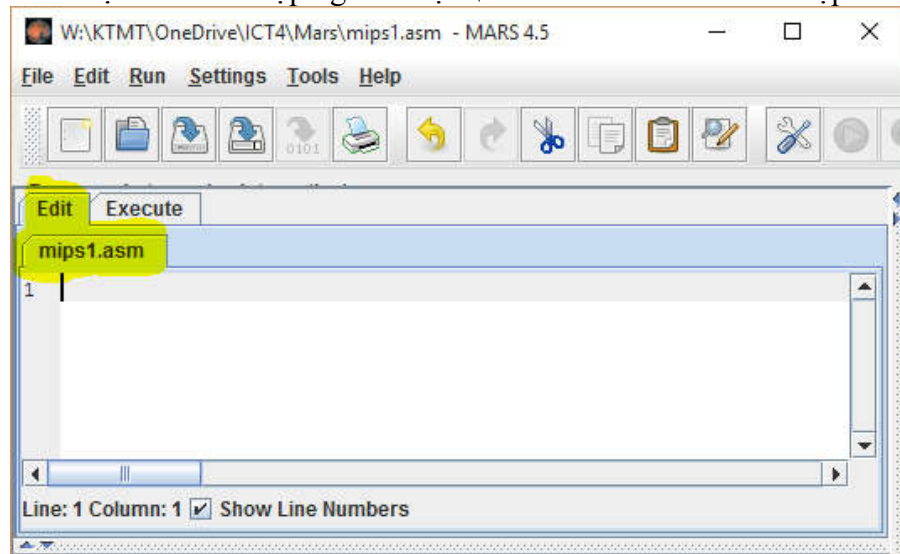 W:\KTMT\OneDrive\ICT4\Mars\mips1.asm - MARS 4.5
File Edit Run Settings Tools Help
Edit Execute
mips1.asm
1
Line: 1 Column: 1 Show Line Numbers